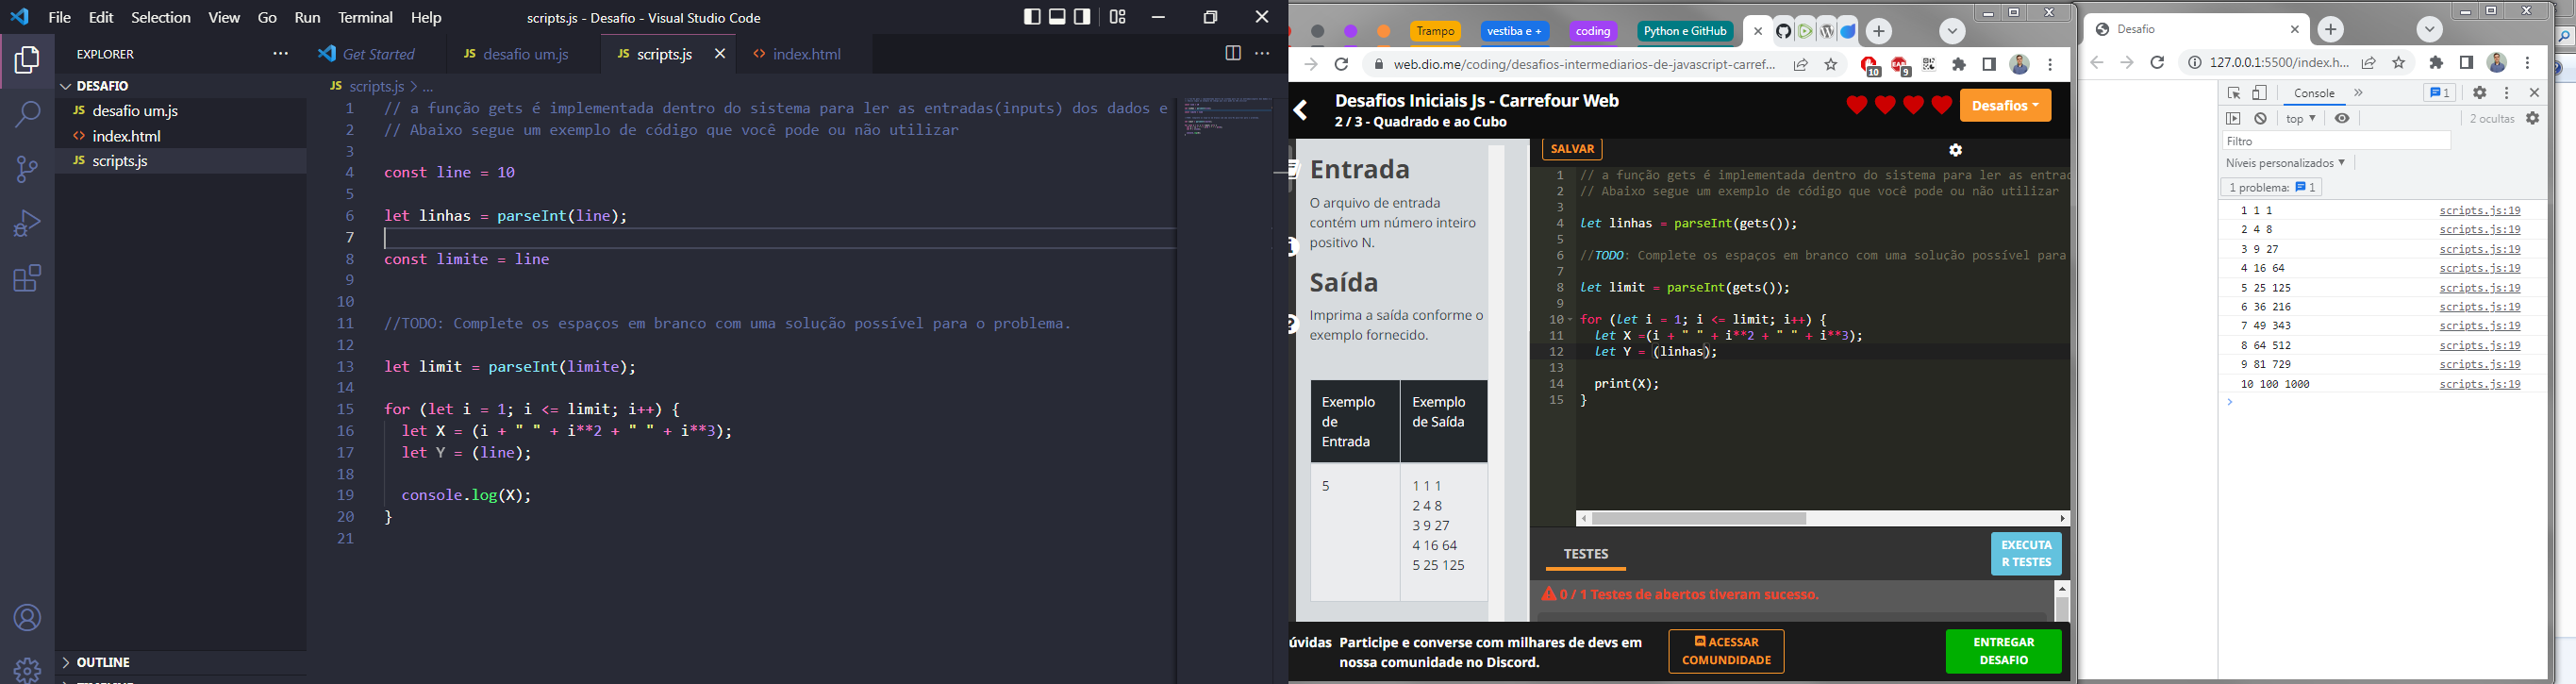 File Edit Selection View Go Run Terminal Help
scripts.js - Desafio - Visual Studio Code
EXPLORER
DESAFIO
JS desafio um.js
<> index.html
JS scripts.js
OUTLINE
Get Started
JS desafio um.js
JS scripts.js
<> index.html
JS scripts.js > ...
1 // a função gets é implementada dentro do sistema para ler as entradas(inputs) dos dados e
2 // Abaixo segue um exemplo de código que você pode ou não utilizar
3
4 const line = 10
5
6 let linhas = parseInt(line);
7
8 const limite = line
9
10
11 //TODO: Complete os espaços em branco com uma solução possível para o problema.
12
13 let limit = parseInt(limite);
14
15 for (let i = 1; i <= limit; i++) {
16 let X = (i + " " + i**2 + " " + i**3);
17 let Y = (line);
18
19 console.log(X);
20 }
21
Trampo
vestiba e +
coding
Python e GitHub
web.dio.me/coding/desafios-intermediarios-de-javascript-carref...
10
9
Desafios Iniciais Js - Carrefour Web
2 / 3 - Quadrado e ao Cubo
Desafios
Entrada
O arquivo de entrada
contém um número inteiro
positivo N.
Saída
Imprima a saída conforme o
exemplo fornecido.
Exemplo de Entrada
Exemplo de Saída
5
1 1 1
2 4 8
3 9 27
4 16 64
5 25 125
SALVAR
1 // a função gets é implementada dentro do sistema para ler as entrad
2 // Abaixo segue um exemplo de código que você pode ou não utilizar
3
4 let linhas = parseInt(gets());
5
6 //TODO: Complete os espaços em branco com uma solução possível para
7
8 let limit = parseInt(gets());
9
10 for (let i = 1; i <= limit; i++) {
11 let X =(i + " " + i**2 + " " + i**3);
12 let Y = (linhas);
13
14 print(X);
15 }
TESTES
EXECUTA
R TESTES
0 / 1 Testes de abertos tiveram sucesso.
úvidas
Participe e converse com milhares de devs em
nossa comunidade no Discord.
ACESSAR
COMUNDIDADE
ENTREGAR
DESAFIO
Desafio
127.0.0.1:5500/index.h...
Console
1
top
2 ocultas
Filtro
Níveis personalizados
1 problema: 1
1 1 1 scripts.js:19
2 4 8 scripts.js:19
3 9 27 scripts.js:19
4 16 64 scripts.js:19
5 25 125 scripts.js:19
6 36 216 scripts.js:19
7 49 343 scripts.js:19
8 64 512 scripts.js:19
9 81 729 scripts.js:19
10 100 1000 scripts.js:19